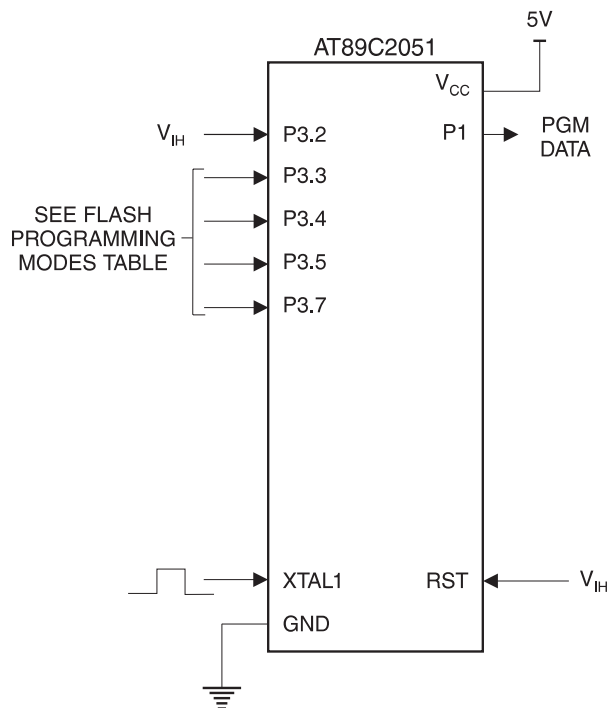 5V
AT89C2051
VCC
VIH
P3.2
P1
PGM
DATA
P3.3
SEE FLASH
PROGRAMMING
MODES TABLE
P3.4
P3.5
P3.7
XTAL1
RST
VIH
GND